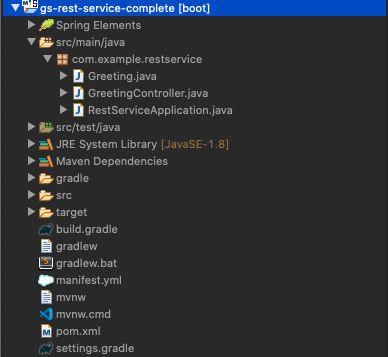 gs-rest-service-complete [boot]
Spring Elements
src/main/java
com.example.restservice
Greeting.java
GreetingController.java
RestServiceApplication.java
src/test/java
JRE System Library [JavaSE-1.8]
Maven Dependencies
gradle
src
target
build.gradle
gradlew
gradlew.bat
manifest.yml
mvnw
mvnw.cmd
pom.xml
settings.gradle